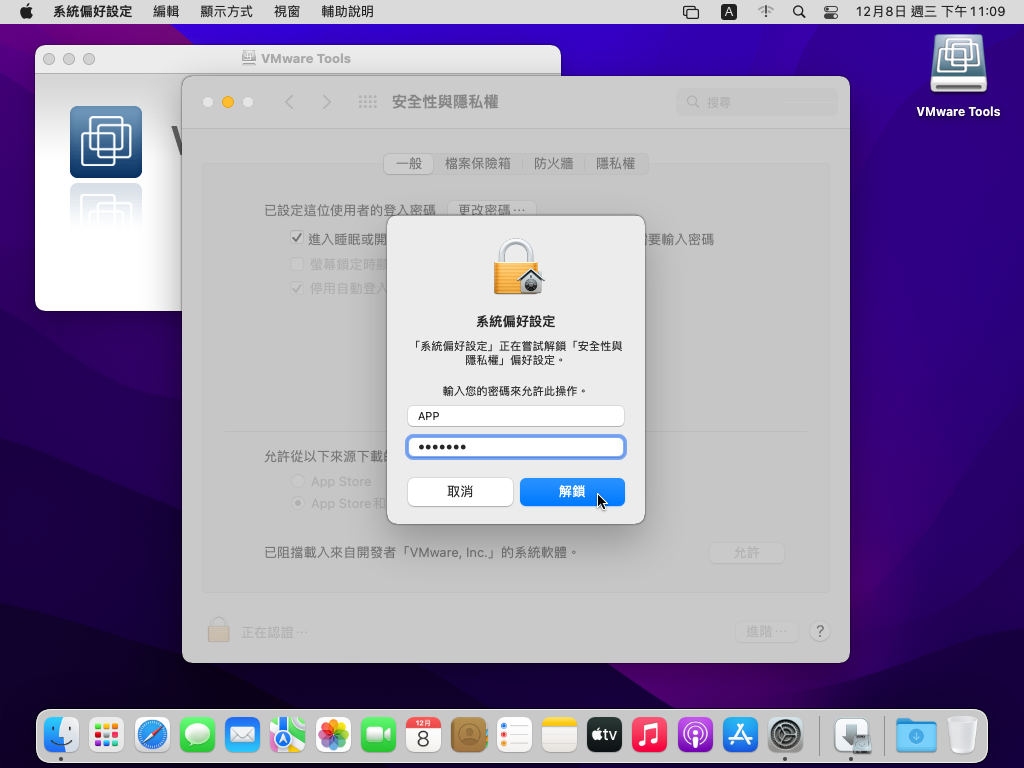 系統偏好設定 編輯 顯示方式 視窗 輔助說明 A 12月8日 週三 下午11:09
VMware Tools
VMware Tools
安全性與隱私權 搜尋
一般 檔案保險箱 防火牆 隱私權
已設定這位使用者的登入密碼 更改密碼⋯
進入睡眠或開 要輸入密碼
螢幕鎖定時顯
停用自動登入
系統偏好設定
「系統偏好設定」正在嘗試解鎖「安全性與
隱私權」偏好設定。
輸入您的密碼來允許此操作。
APP
•••••••
取消 解鎖
允許從以下來源下載的
App Store
App Store和
已阻擋載入來自開發者「VMware, Inc.」的系統軟體。 允許
正在認證⋯ 進階⋯ ?
12月
8
tv